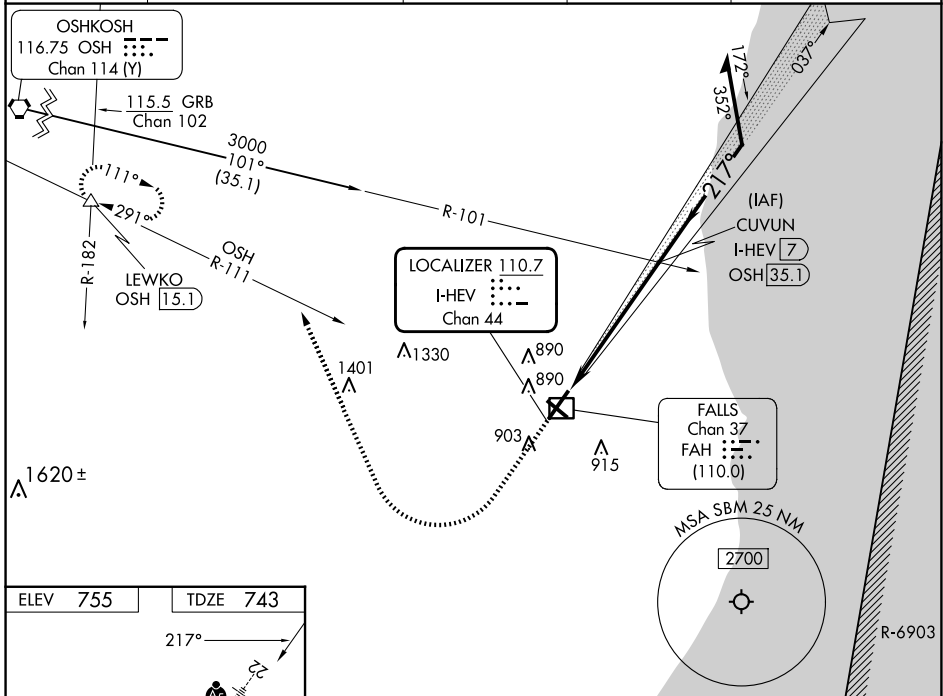 OSHKOSH
116.75 OSH
Chan 114 (Y)
115.5 GRB
Chan 102
3000
101°
(35.1)
R-101
111°
291°
R-182
LEWKO
OSH 15.1
OSH
R-111
LOCALIZER 110.7
I-HEV
Chan 44
172°
352°
037°
217°
(IAF)
CUVUN
I-HEV 7
OSH 35.1
1401
1330
890
890
903
915
1620 ±
FALLS
Chan 37
FAH
(110.0)
MSA SBM 25 NM
2700
R-6903
ELEV 755
TDZE 743
217°
22